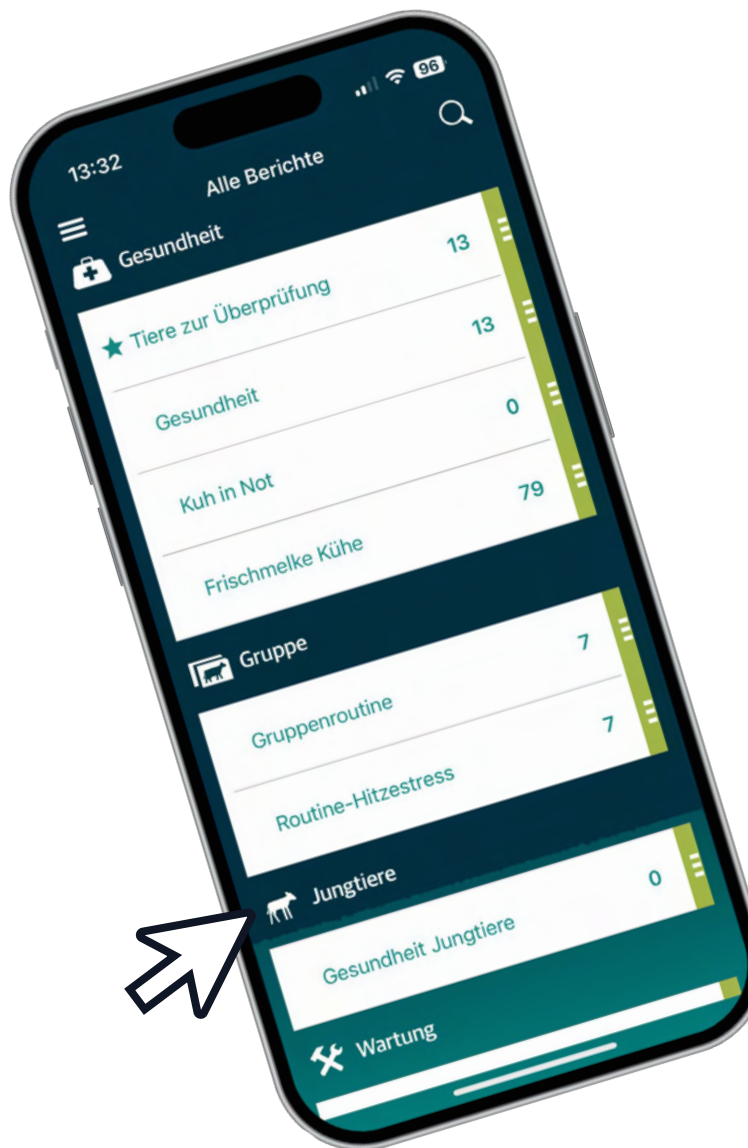 13:32
96
Alle Berichte
Gesundheit
Tiere zur Überprüfung 13
Gesundheit 13
Kuh in Not 0
Frischmelke Kühe 79
Gruppe
Gruppenroutine 7
Routine-Hitzestress 7
Jungtiere
Gesundheit Jungtiere 0
Wartung